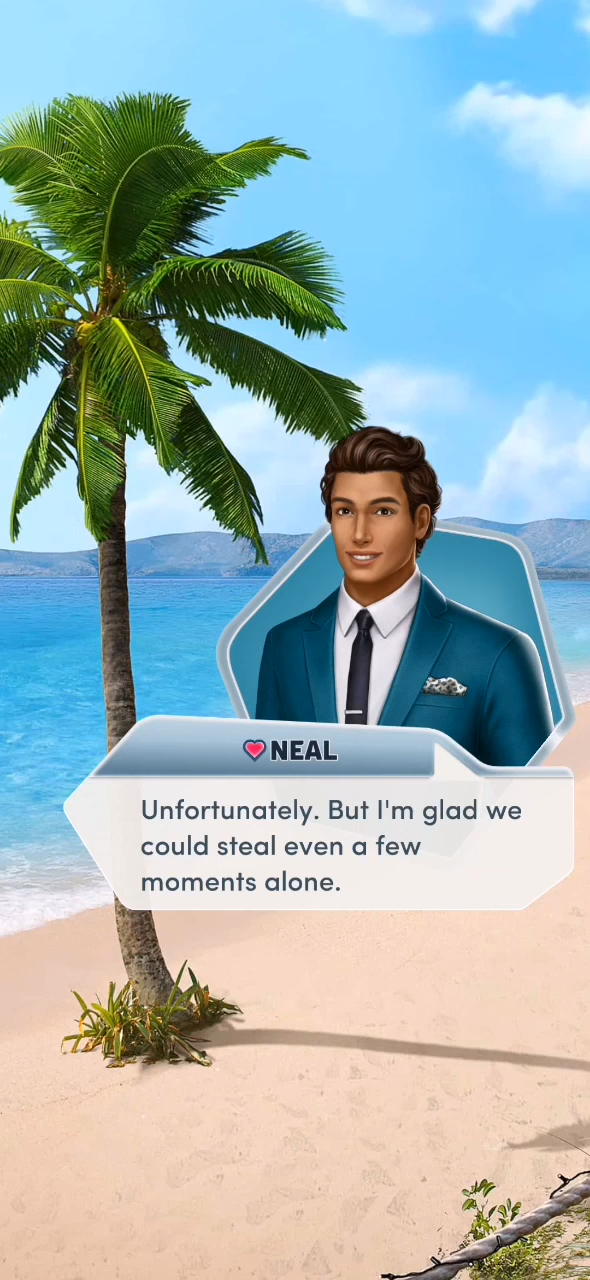 NEAL
Unfortunately. But I'm glad we
could steal even a few
moments alone.